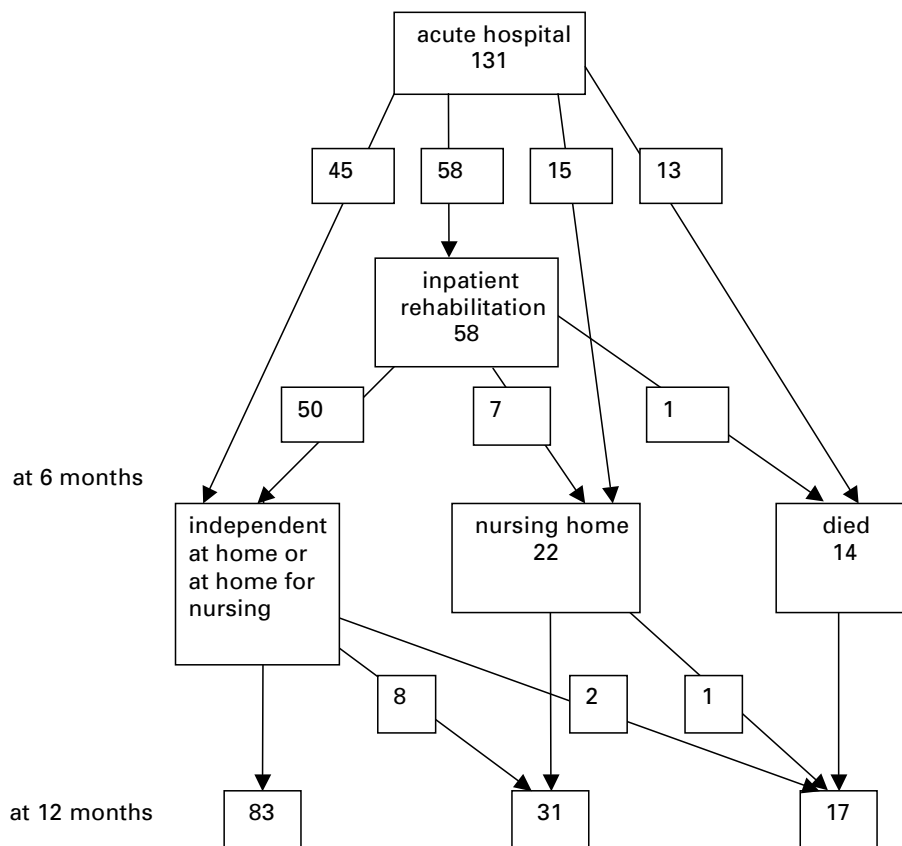 acute hospital
131
45
58
15
13
inpatient
rehabilitation
58
50
7
1
at 6 months
independent
at home or
at home for
nursing
nursing home
22
died
14
8
2
1
at 12 months
83
31
17